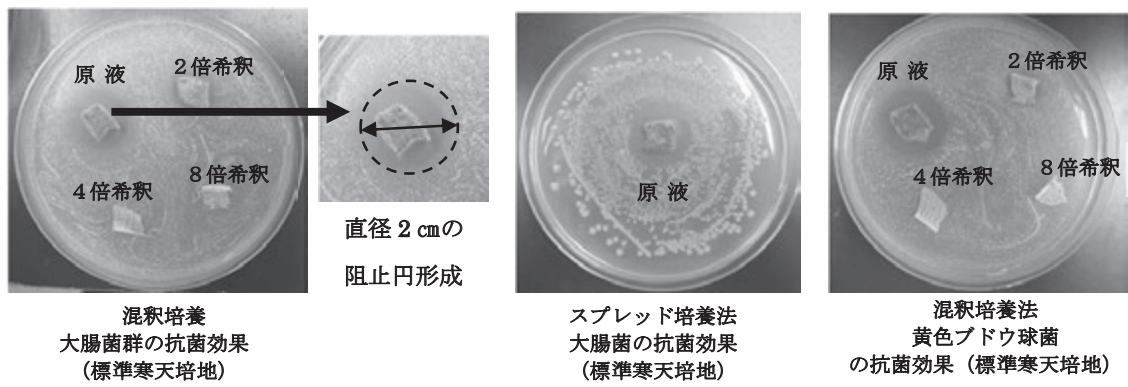 原 液
2倍希釈
4倍希釈
8倍希釈
直径2㎝の
阻止円形成
混釈培養
大腸菌群の抗菌効果
(標準寒天培地)
原 液
スプレッド培養法
大腸菌の抗菌効果
(標準寒天培地)
原 液
2倍希釈
4倍希釈
8倍希釈
混釈培養法
黄色ブドウ球菌
の抗菌効果(標準寒天培地)